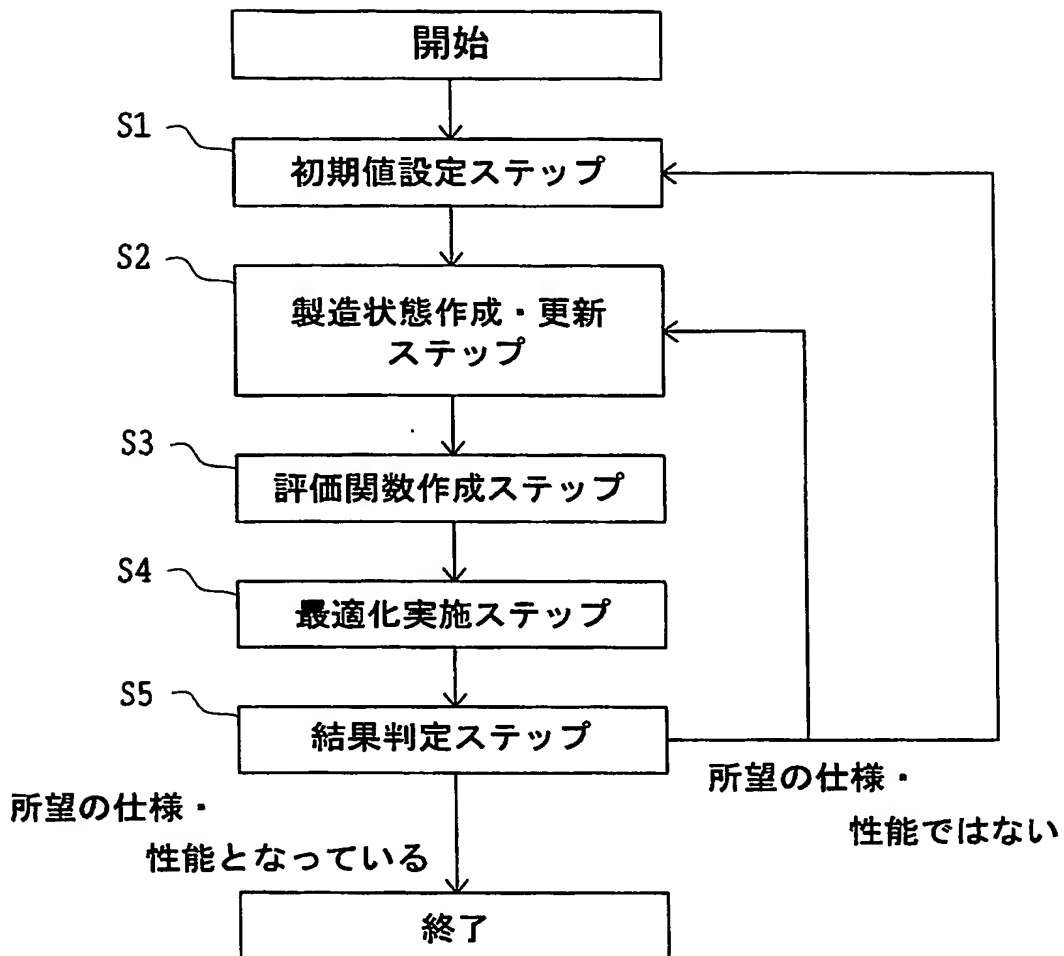 開始
S1
初期値設定ステップ
S2
製造状態作成・更新
ステップ
S3
評価関数作成ステップ
S4
最適化実施ステップ
S5
結果判定ステップ
所望の仕様・
性能となっている
所望の仕様・
性能ではない
終了